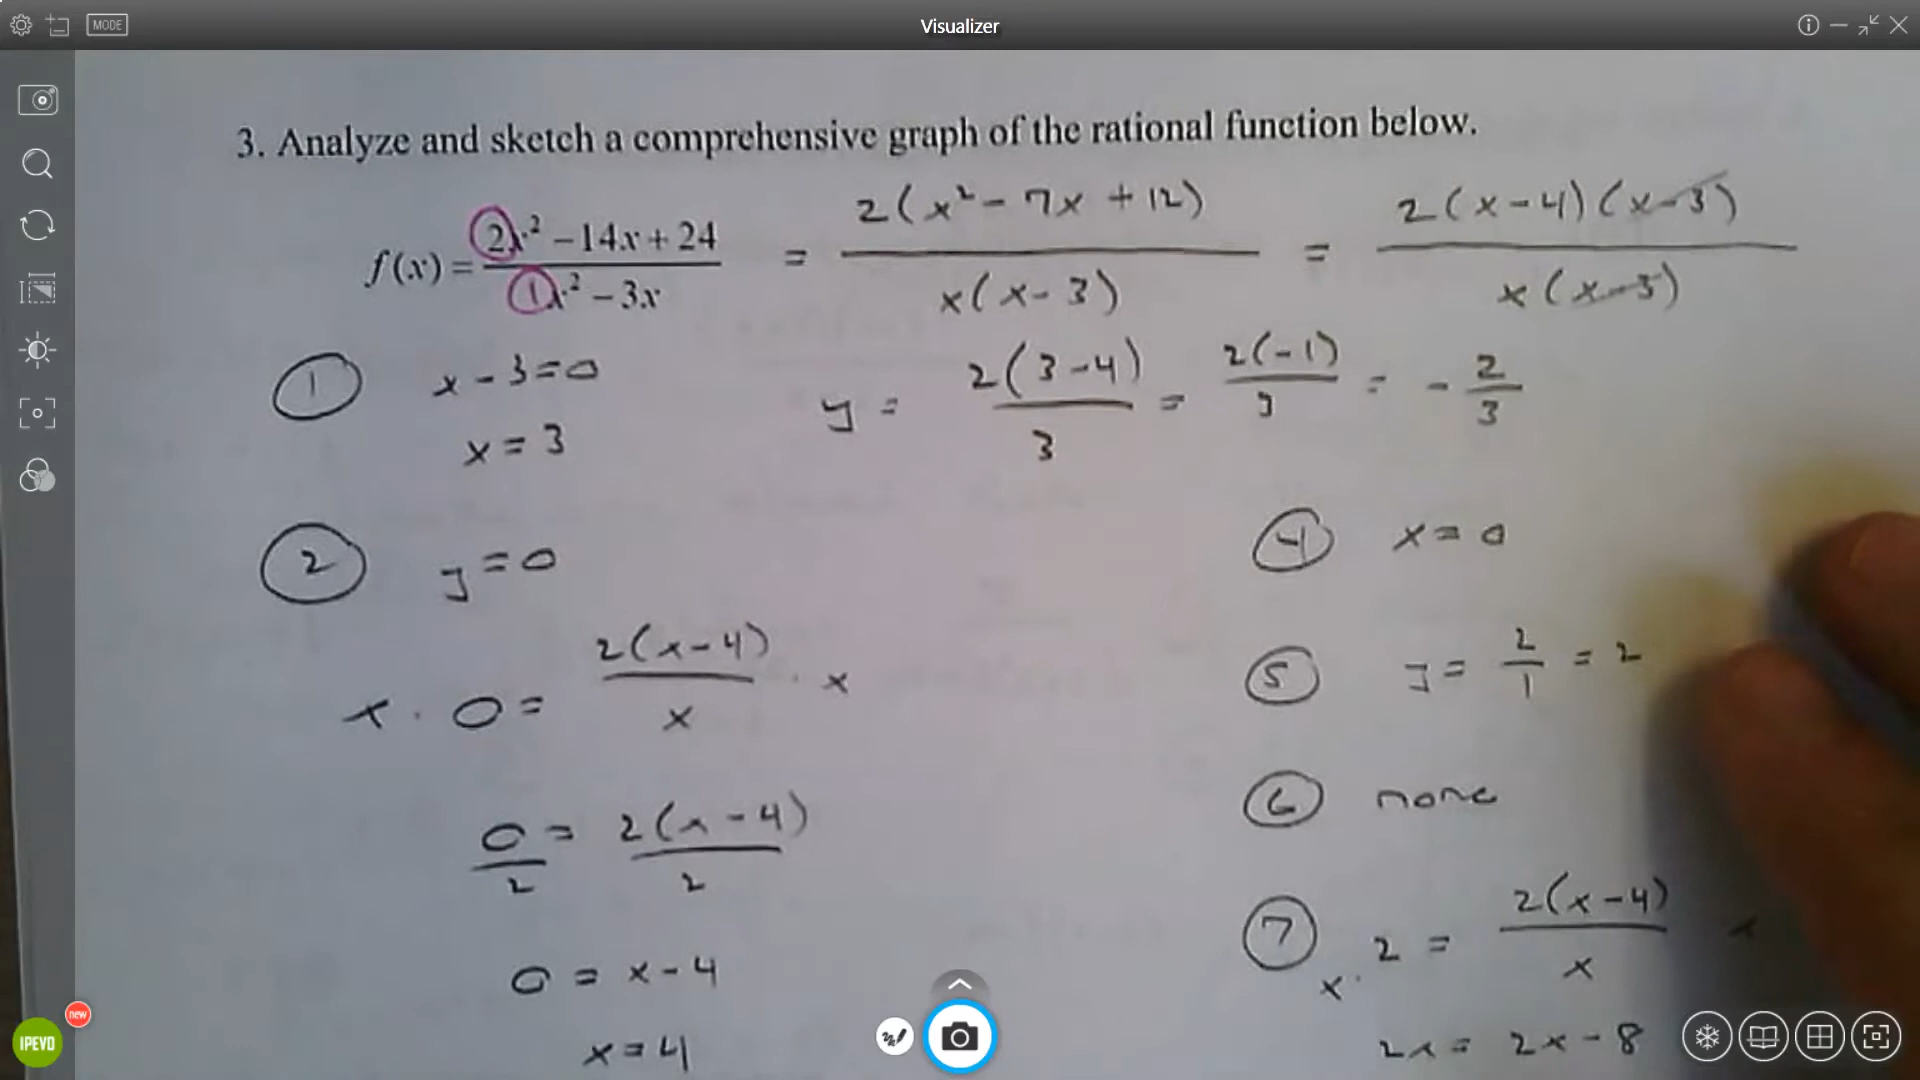 MODE
Visualizer
3. Analyze and sketch a comprehensive graph of the rational function below.
f(x) = (2x² − 14x + 24)/(1x² − 3x) = 2(x² − 7x + 12)/(x(x − 3)) = 2(x − 4)(x − 3)/(x(x − 3))
① x − 3 = 0
x = 3
y = 2(3 − 4)/3 = 2(−1)/3 = −2/3
② y = 0
x · 0 = 2(x − 4)/x · x
0/2 = 2(x − 4)/2
0 = x − 4
x = 4
④ x = 0
⑤ y = 2/1 = 2
⑥ none
⑦ x · 2 = 2(x − 4)/x x
2x = 2x − 8
new
IPEVO